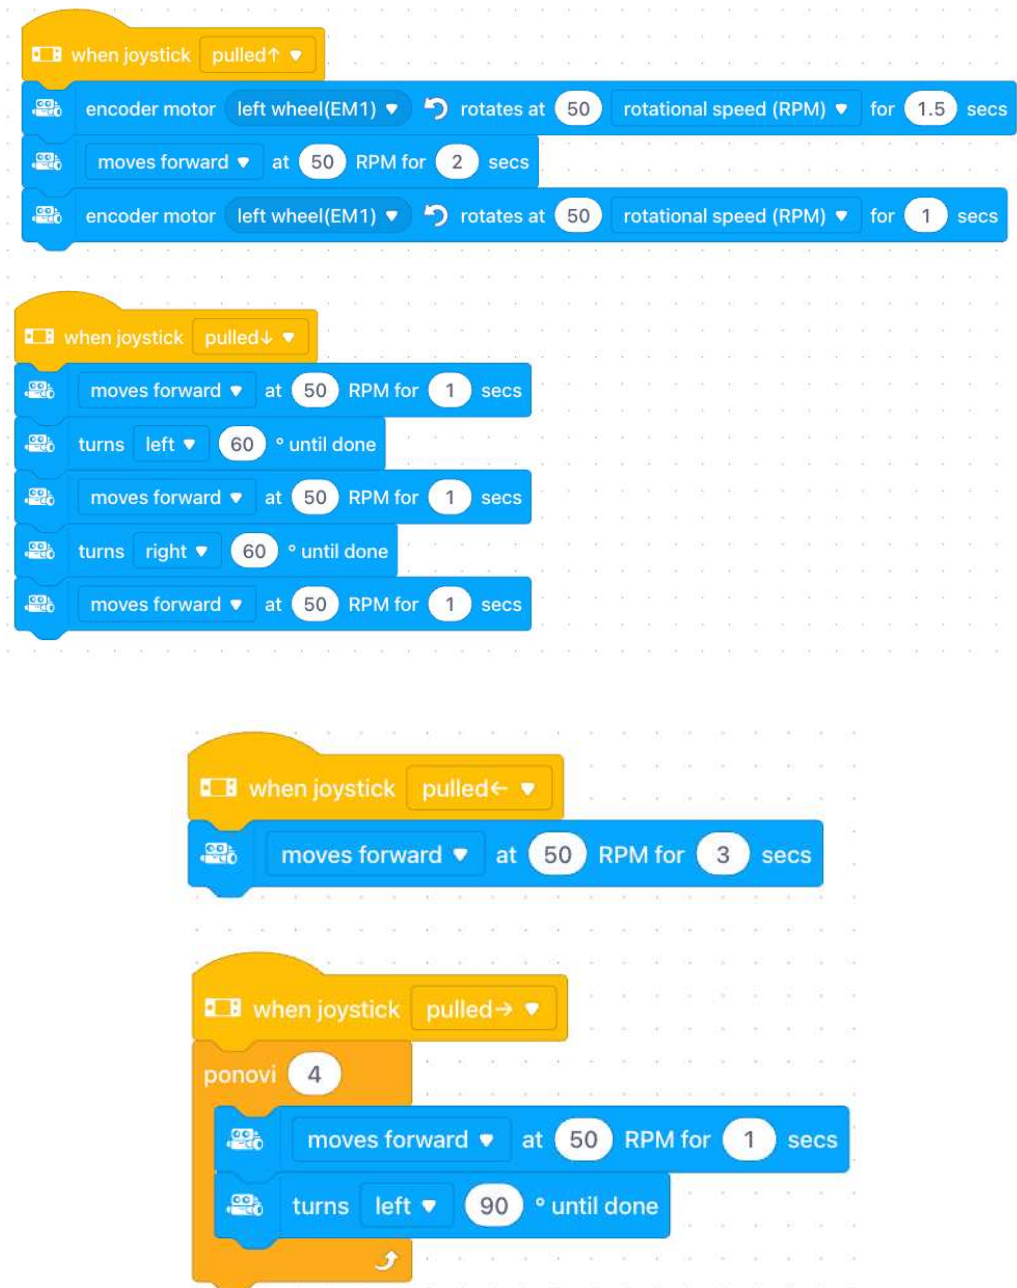 when joystick pulled↑
encoder motor left wheel(EM1) rotates at 50 rotational speed (RPM) for 1.5 secs
moves forward at 50 RPM for 2 secs
encoder motor left wheel(EM1) rotates at 50 rotational speed (RPM) for 1 secs
when joystick pulled↓
moves forward at 50 RPM for 1 secs
turns left 60 ° until done
moves forward at 50 RPM for 1 secs
turns right 60 ° until done
moves forward at 50 RPM for 1 secs
when joystick pulled←
moves forward at 50 RPM for 3 secs
when joystick pulled→
ponovi 4
moves forward at 50 RPM for 1 secs
turns left 90 ° until done